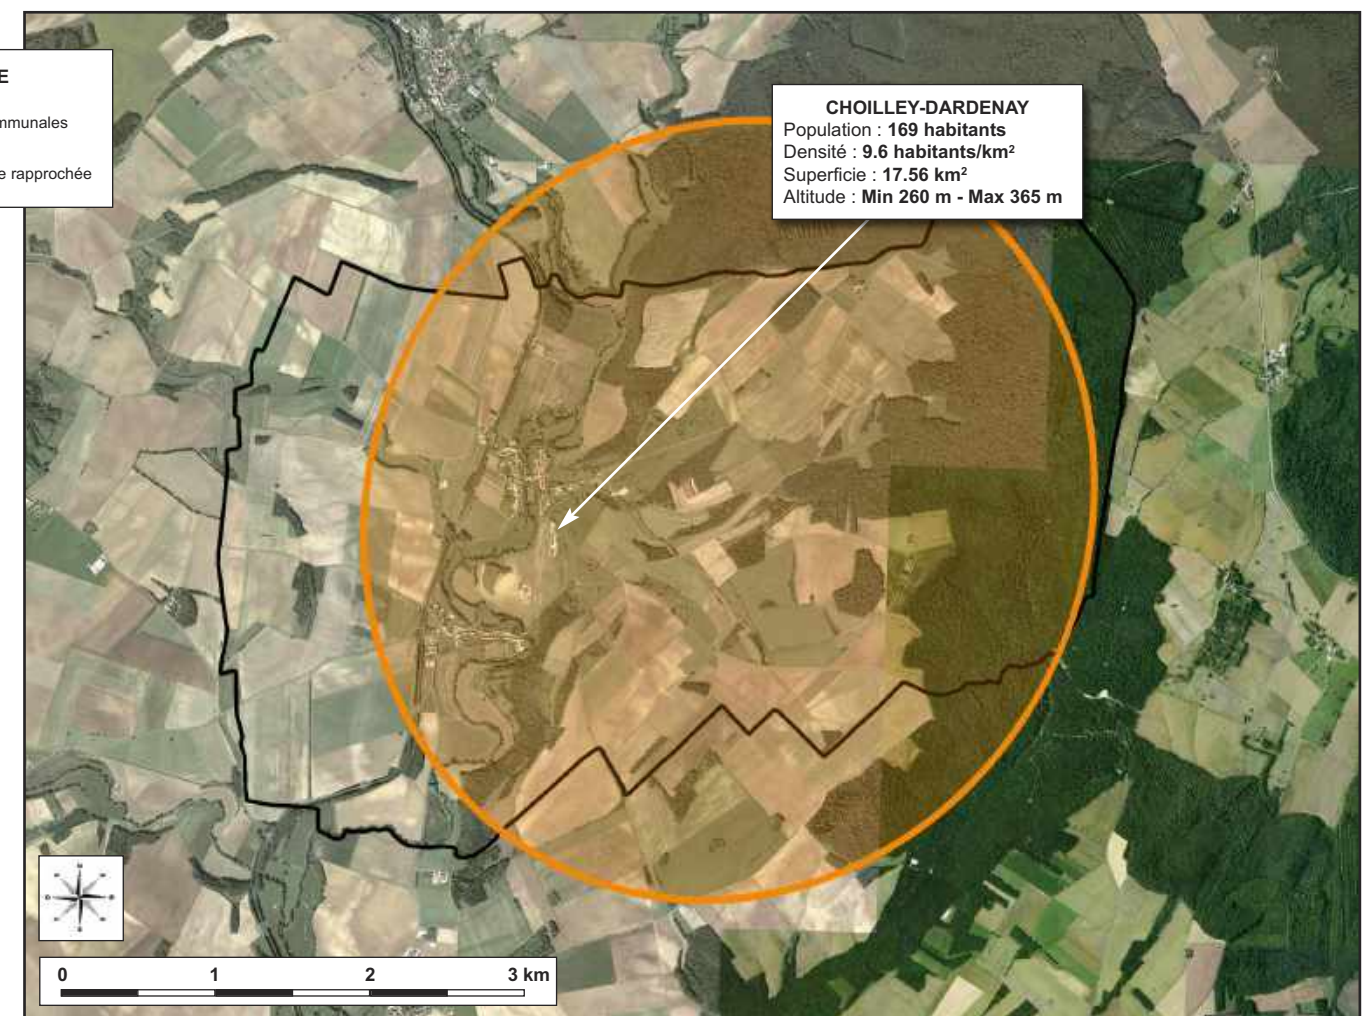 E
mmunales
e rapprochée
CHOILLEY-DARDENAY
Population : 169 habitants
Densité : 9.6 habitants/km²
Superficie : 17.56 km²
Altitude : Min 260 m - Max 365 m
0 1 2 3 km